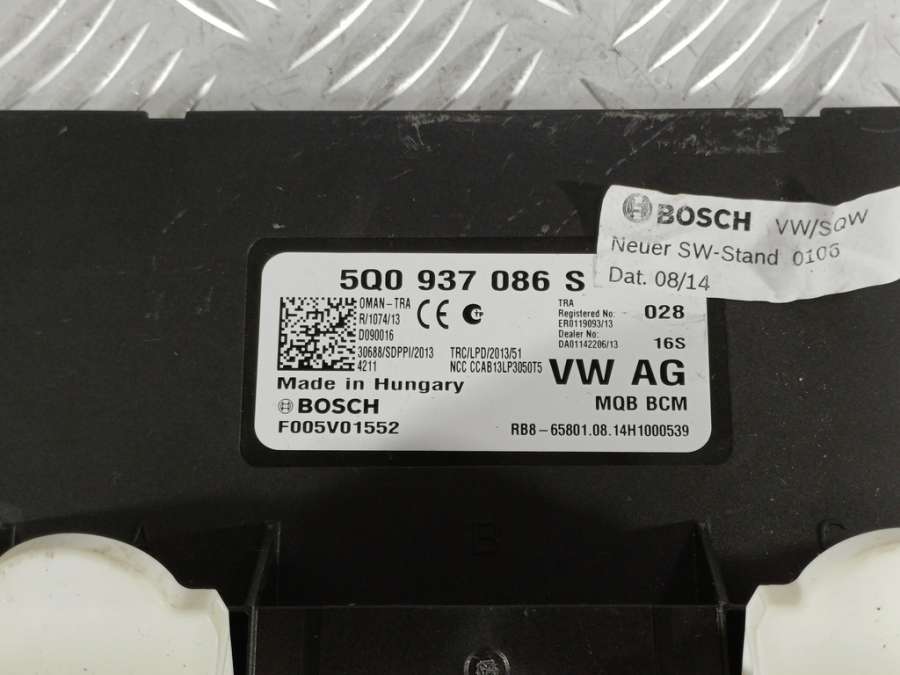 BOSCH VW/SQW
Neuer SW-Stand 0106
Dat. 08/14
5Q0 937 086 S
OMAN-TRA
R/1074/13
D090016
30688/SDPPI/2013
4211
CE
TRC/LPD/2013/51
NCC CCAB13LP3050T5
TRA
Registered No:
ER0119093/13
Dealer No:
DA01142206/13
028
16S
VW AG
Made in Hungary
BOSCH
F005V01552
MQB BCM
RB8-65801.08.14H1000539
A
B
C